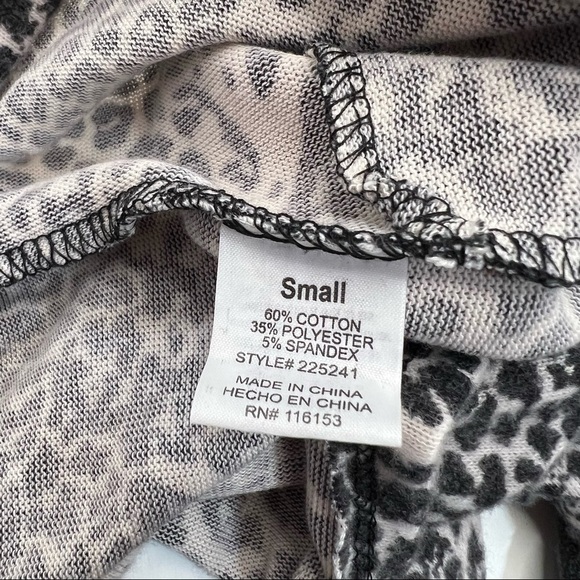 Small
60% COTTON
35% POLYESTER
5% SPANDEX
STYLE# 225241
MADE IN CHINA
HECHO EN CHINA
RN# 116153